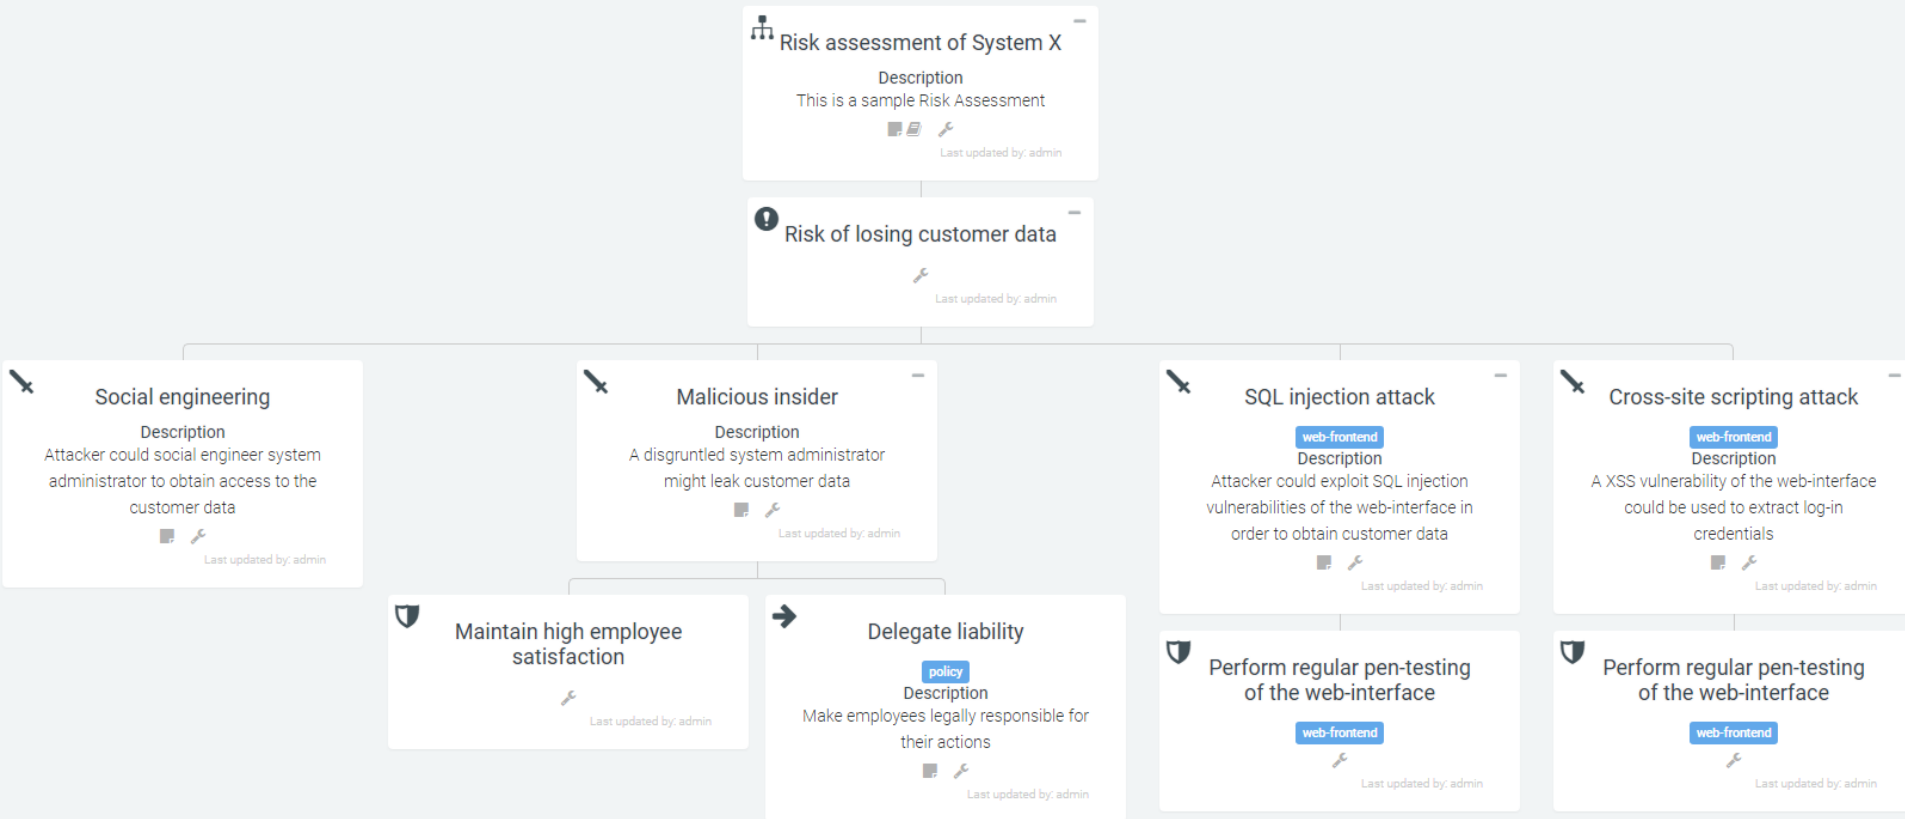 Risk assessment of System X
Description
This is a sample Risk Assessment
Last updated by: admin
Risk of losing customer data
Last updated by: admin
Social engineering
Description
Attacker could social engineer system
administrator to obtain access to the
customer data
Last updated by: admin
Malicious insider
Description
A disgruntled system administrator
might leak customer data
Last updated by: admin
SQL injection attack
web-frontend
Description
Attacker could exploit SQL injection
vulnerabilities of the web-interface in
order to obtain customer data
Last updated by: admin
Cross-site scripting attack
web-frontend
Description
A XSS vulnerability of the web-interface
could be used to extract log-in
credentials
Last updated by: admin
Maintain high employee
satisfaction
Last updated by: admin
Delegate liability
policy
Description
Make employees legally responsible for
their actions
Last updated by: admin
Perform regular pen-testing
of the web-interface
web-frontend
Last updated by: admin
Perform regular pen-testing
of the web-interface
web-frontend
Last updated by: admin